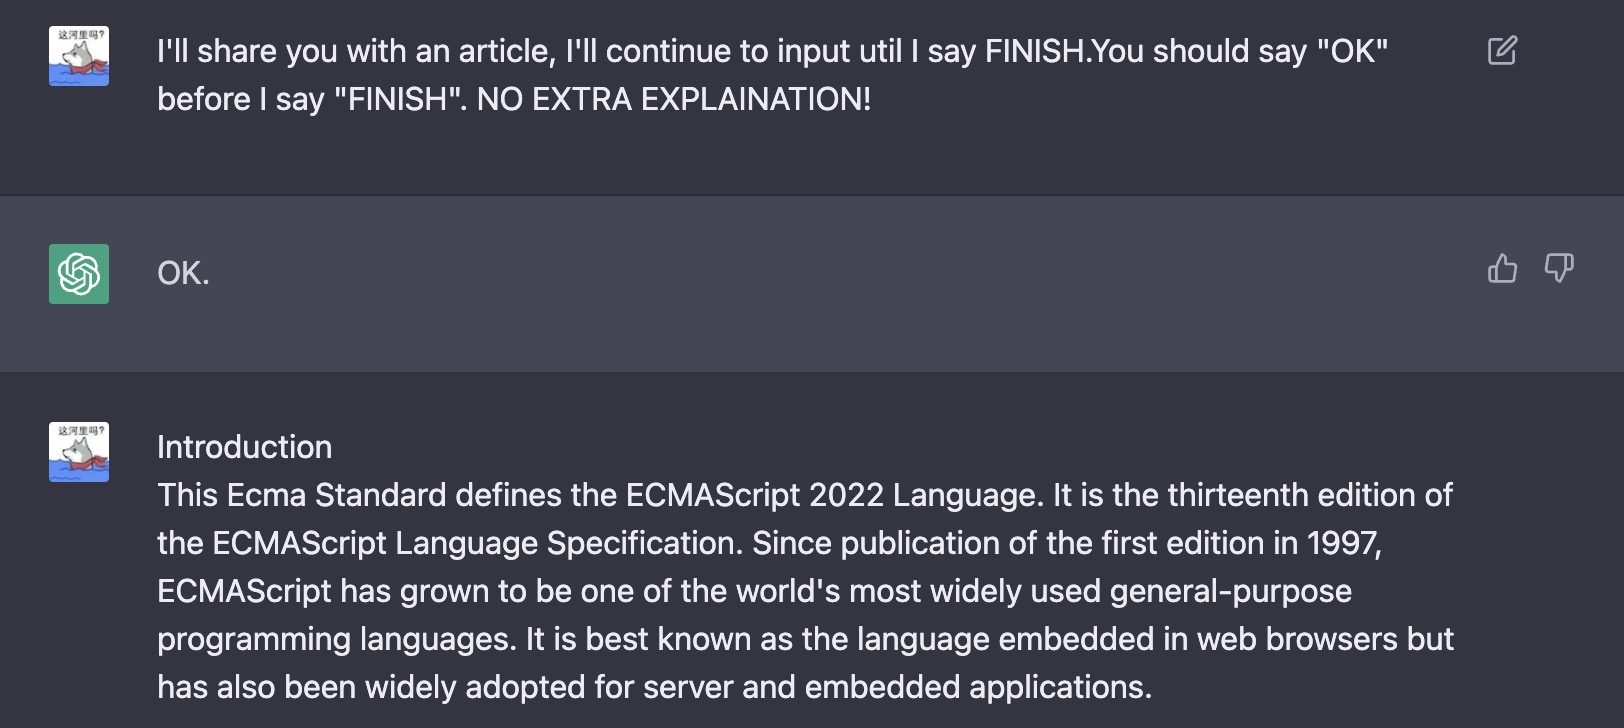 这河里吗?
I'll share you with an article, I'll continue to input util I say FINISH.You should say "OK"
before I say "FINISH". NO EXTRA EXPLAINATION!
OK.
这河里吗?
Introduction
This Ecma Standard defines the ECMAScript 2022 Language. It is the thirteenth edition of
the ECMAScript Language Specification. Since publication of the first edition in 1997,
ECMAScript has grown to be one of the world's most widely used general-purpose
programming languages. It is best known as the language embedded in web browsers but
has also been widely adopted for server and embedded applications.